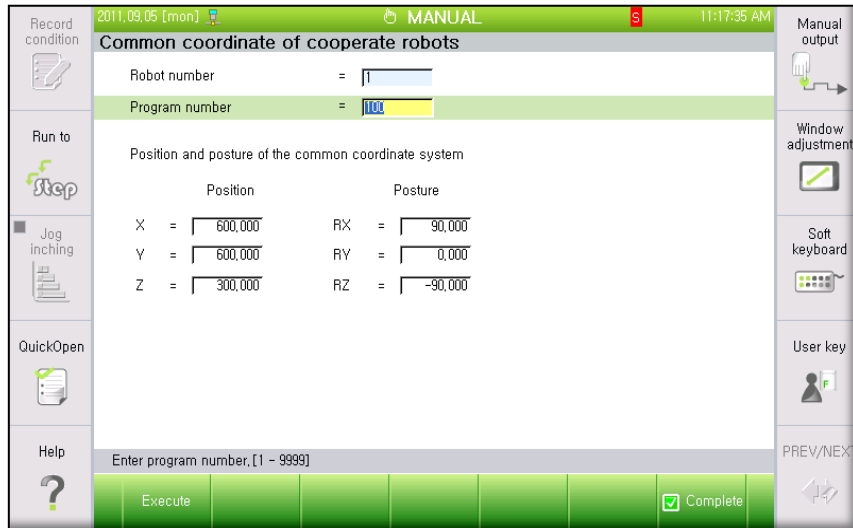 Record condition
2011,09,05 [mon] MANUAL S 11:17:35 AM
Manual output
Common coordinate of cooperate robots
Robot number = 1
Program number = 100
Run to
Step
Window adjustment
Position and posture of the common coordinate system
Position Posture
X = 600,000 RX = 90,000
Y = 600,000 RY = 0,000
Z = 300,000 RZ = -90,000
Jog inching
Soft keyboard
QuickOpen
User key
F
Help
Enter program number,[1 - 9999]
PREV/NEX
Execute Complete